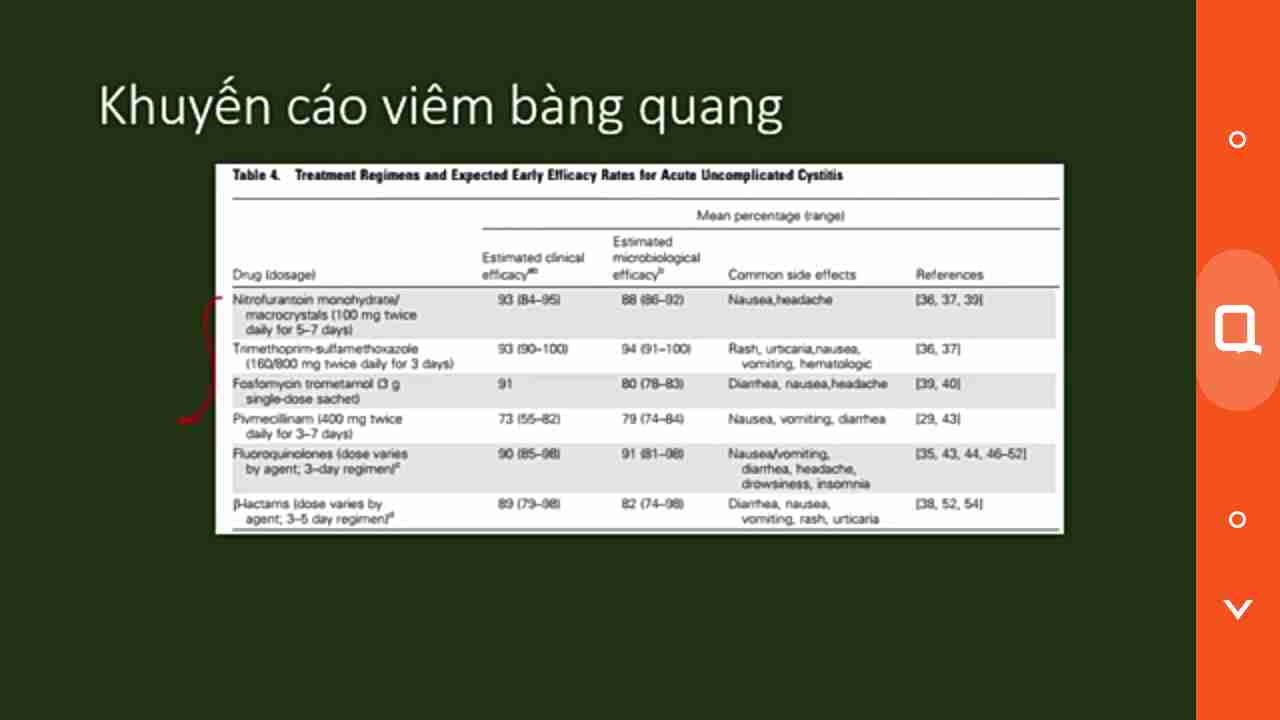 Khuyến cáo viêm bàng quang
Table 4. Treatment Regimens and Expected Early Efficacy Rates for Acute Uncomplicated Cystitis
Mean percentage (range)
Drug (dosage) Estimated clinical efficacy^ab Estimated microbiological efficacy^b Common side effects References
Nitrofurantoin monohydrate/ 93 (84–95) 88 (86–92) Nausea,headache [36, 37, 39]
macrocrystals (100 mg twice
daily for 5–7 days)
Trimethoprim-sulfamethoxazole 93 (90–100) 94 (91–100) Rash, urticaria,nausea, [36, 37]
(160/800 mg twice daily for 3 days) vomiting, hematologic
Fosfomycin trometamol (3 g 91 80 (78–83) Diarrhea, nausea,headache [39, 40]
single-dose sachet)
Pivmecillinam (400 mg twice 73 (55–82) 79 (74–84) Nausea, vomiting, diarrhea [29, 43]
daily for 3–7 days)
Fluoroquinolones (dose varies 90 (85–98) 91 (81–98) Nausea/vomiting, [35, 43, 44, 46–52]
by agent; 3–day regimen)^c diarrhea, headache,
drowsiness, insomnia
β-lactams (dose varies by 89 (79–98) 82 (74–98) Diarrhea, nausea, [38, 52, 54]
agent; 3–5 day regimen)^d vomiting, rash, urticaria